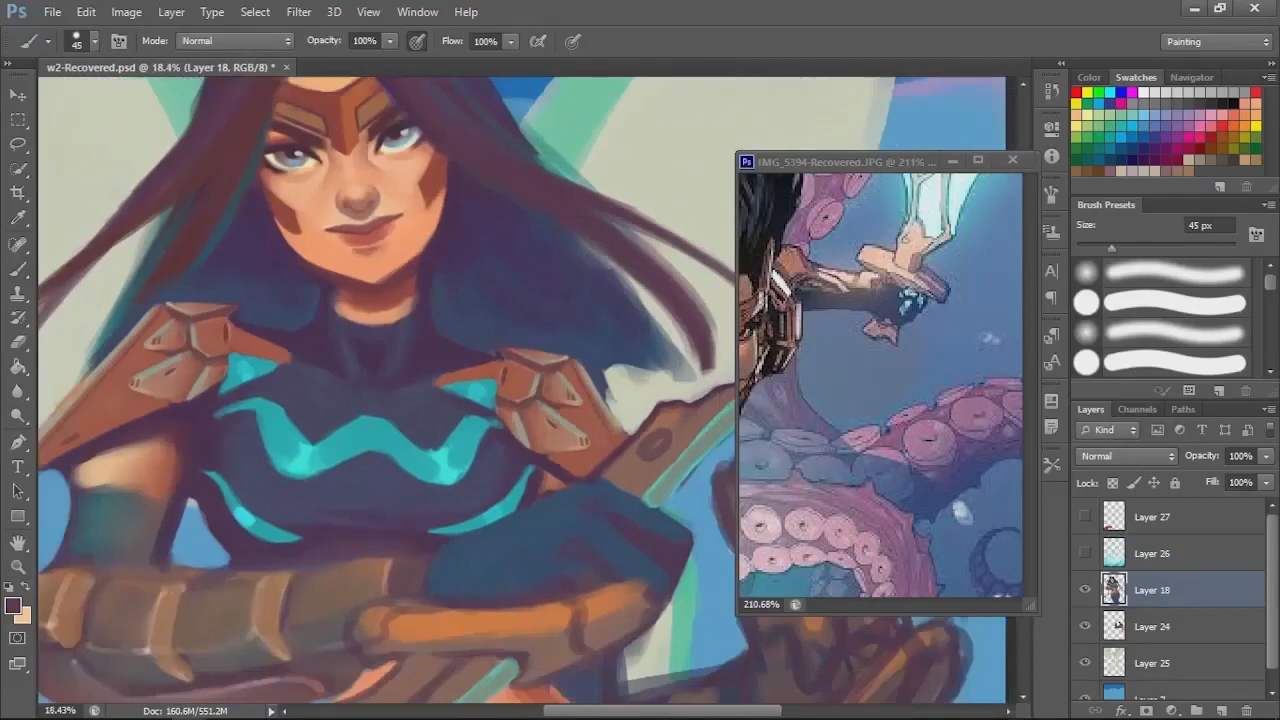 Ps File Edit Image Layer Type Select Filter 3D View Window Help
45 Mode: Normal Opacity: 100% Flow: 100% Painting
w2-Recovered.psd @ 18.4% (Layer 18, RGB/8) * ×
Color Swatches Navigator
Ps IMG_5394-Recovered.JPG @ 211% ...
Brush Presets
Size: 45 px
Layers Channels Paths
Kind
Normal Opacity: 100%
Lock: Fill: 100%
Layer 27
Layer 26
Layer 18
Layer 24
Layer 25
210.68%
18.43% Doc: 160.6M/551.2M